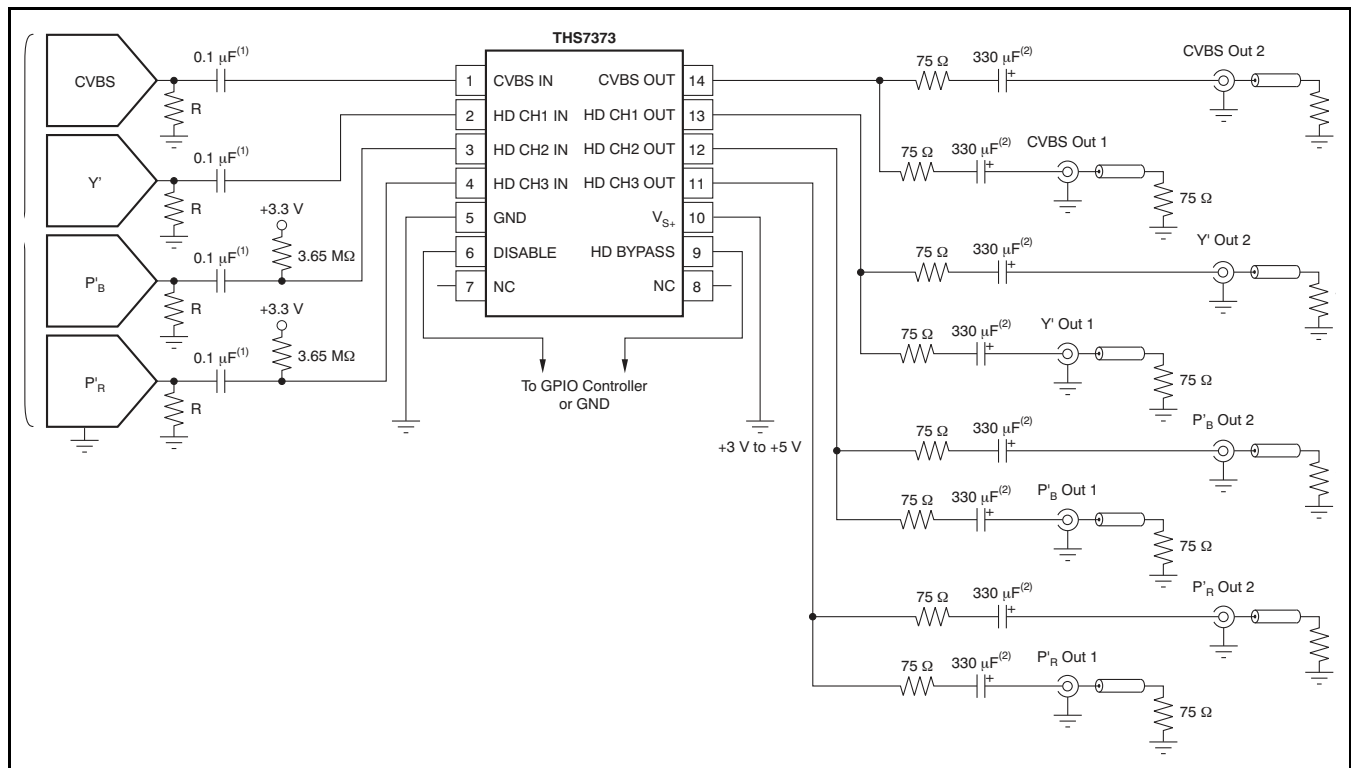 THS7373
CVBS
0.1 μF(1)
R
Y'
0.1 μF(1)
R
P'B
0.1 μF(1)
R
+3.3 V
3.65 MΩ
P'R
0.1 μF(1)
R
+3.3 V
3.65 MΩ
1 CVBS IN CVBS OUT 14
2 HD CH1 IN HD CH1 OUT 13
3 HD CH2 IN HD CH2 OUT 12
4 HD CH3 IN HD CH3 OUT 11
5 GND VS+ 10
6 DISABLE HD BYPASS 9
7 NC NC 8
To GPIO Controller
or GND
+3 V to +5 V
75 Ω 330 μF(2) + CVBS Out 2
75 Ω 330 μF(2) + CVBS Out 1
75 Ω
75 Ω 330 μF(2) + Y' Out 2
75 Ω 330 μF(2) + Y' Out 1
75 Ω
75 Ω 330 μF(2) + P'B Out 2
75 Ω 330 μF(2) + P'B Out 1
75 Ω
75 Ω 330 μF(2) + P'R Out 2
75 Ω 330 μF(2) + P'R Out 1
75 Ω